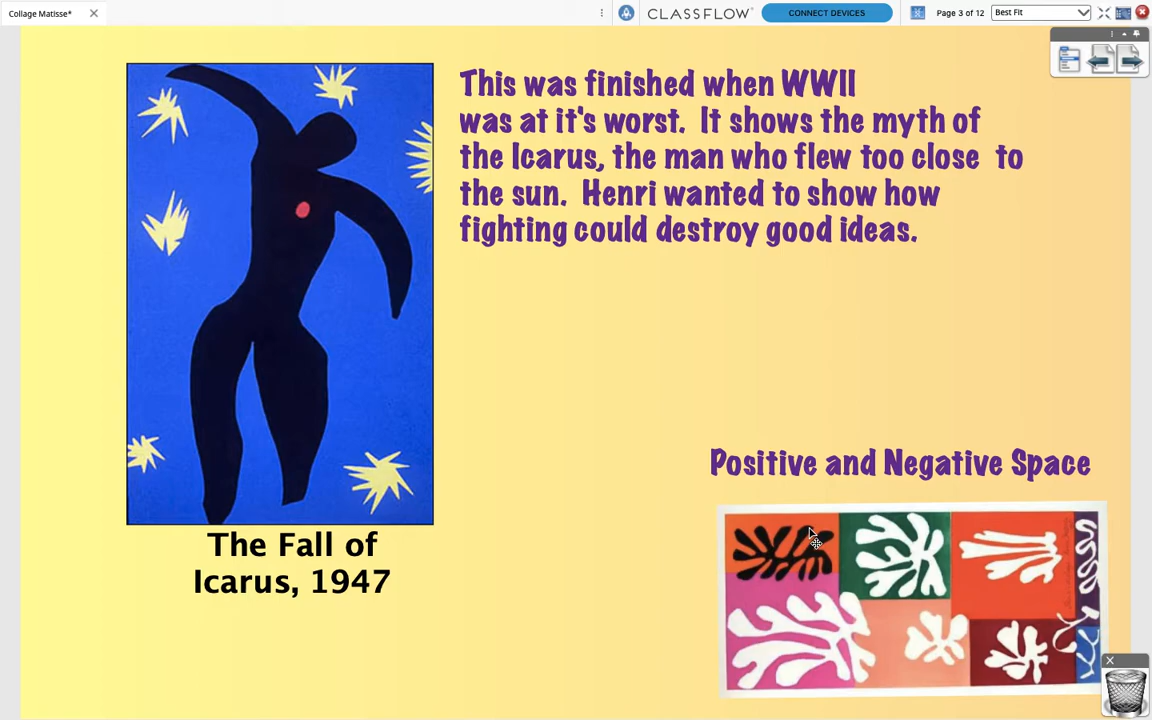 Collage Matisse*
CLASSFLOW
CONNECT DEVICES
Page 3 of 12
Best Fit
This was finished when WWII
was at it's worst. It shows the myth of
the Icarus, the man who flew too close to
the sun. Henri wanted to show how
fighting could destroy good ideas.
Positive and Negative Space
The Fall of
Icarus, 1947